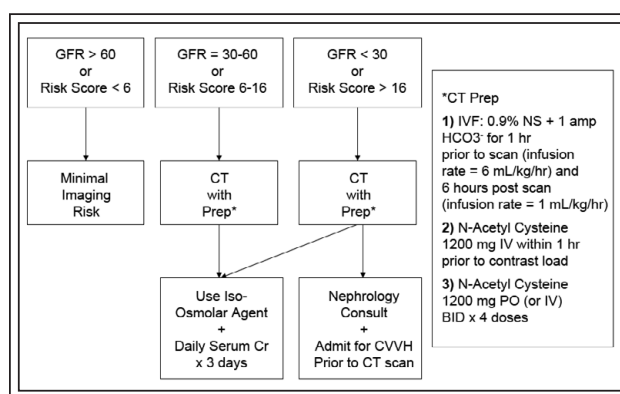 GFR > 60
or
Risk Score < 6
GFR = 30-60
or
Risk Score 6-16
GFR < 30
or
Risk Score > 16
Minimal
Imaging
Risk
CT
with
Prep*
CT
with
Prep*
Use Iso-
Osmolar Agent
+
Daily Serum Cr
x 3 days
Nephrology
Consult
+
Admit for CVVH
Prior to CT scan
*CT Prep
1) IVF: 0.9% NS + 1 amp
HCO3⁻ for 1 hr
prior to scan (infusion
rate = 6 mL/kg/hr) and
6 hours post scan
(infusion rate = 1 mL/kg/hr)
2) N-Acetyl Cysteine
1200 mg IV within 1 hr
prior to contrast load
3) N-Acetyl Cysteine
1200 mg PO (or IV)
BID x 4 doses